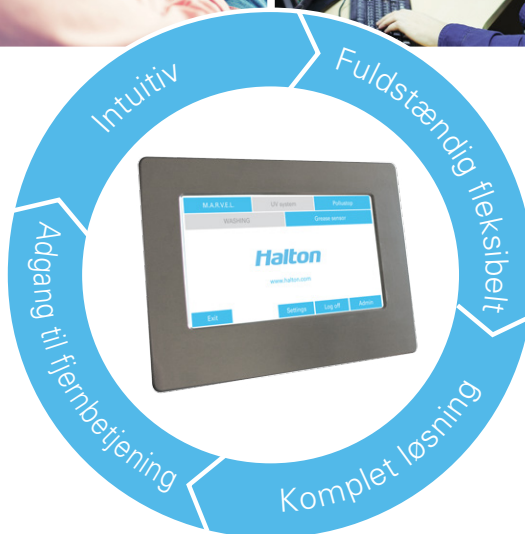 Intuitiv
Fuldstændig fleksibelt
Komplet løsning
Adgang til fjernbetjening
M.A.R.V.E.L. UV system Pollustop
WASHING Grease sensor
Halton
www.halton.com
Exit Settings Log off Admin